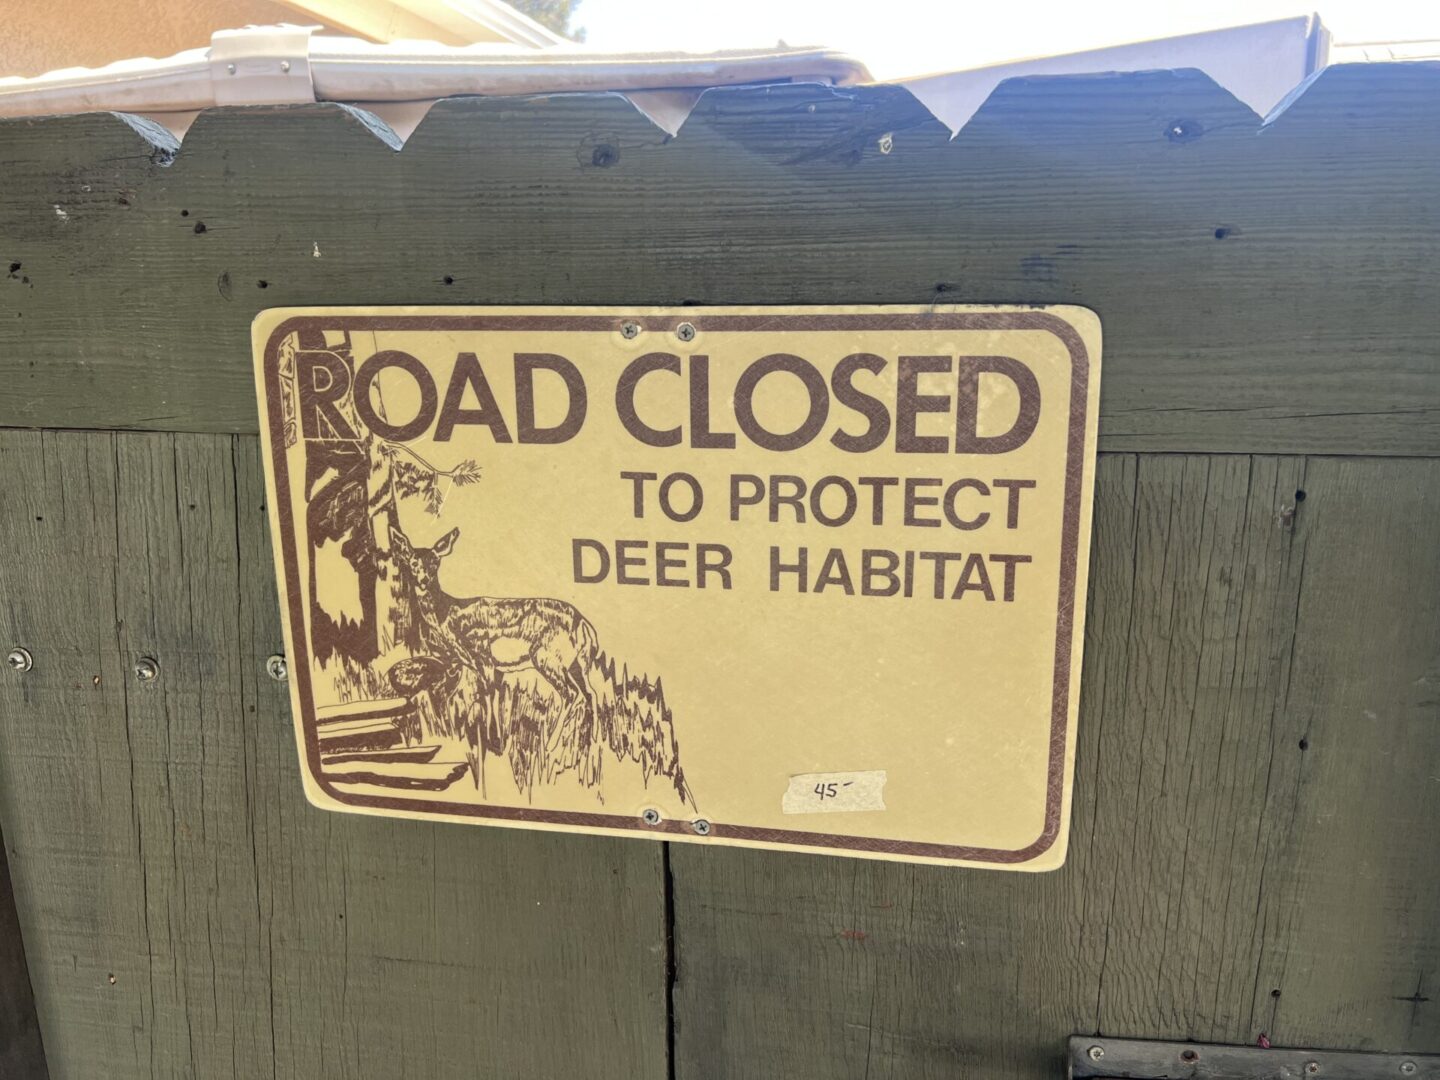 ROAD CLOSED
TO PROTECT
DEER HABITAT
45-